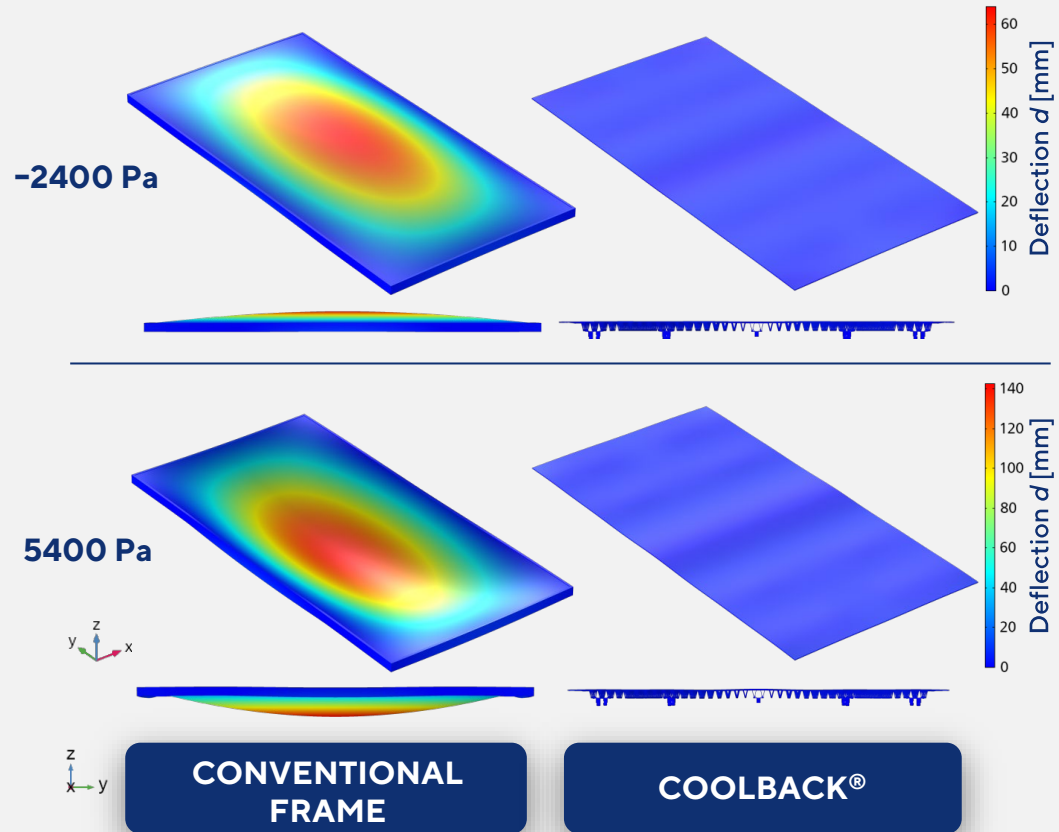 −2400 Pa
60
50
40
30
20
10
0
Deflection d [mm]
5400 Pa
140
120
100
80
60
40
20
0
Deflection d [mm]
z
y
x
z
x
y
CONVENTIONAL
FRAME
COOLBACK®